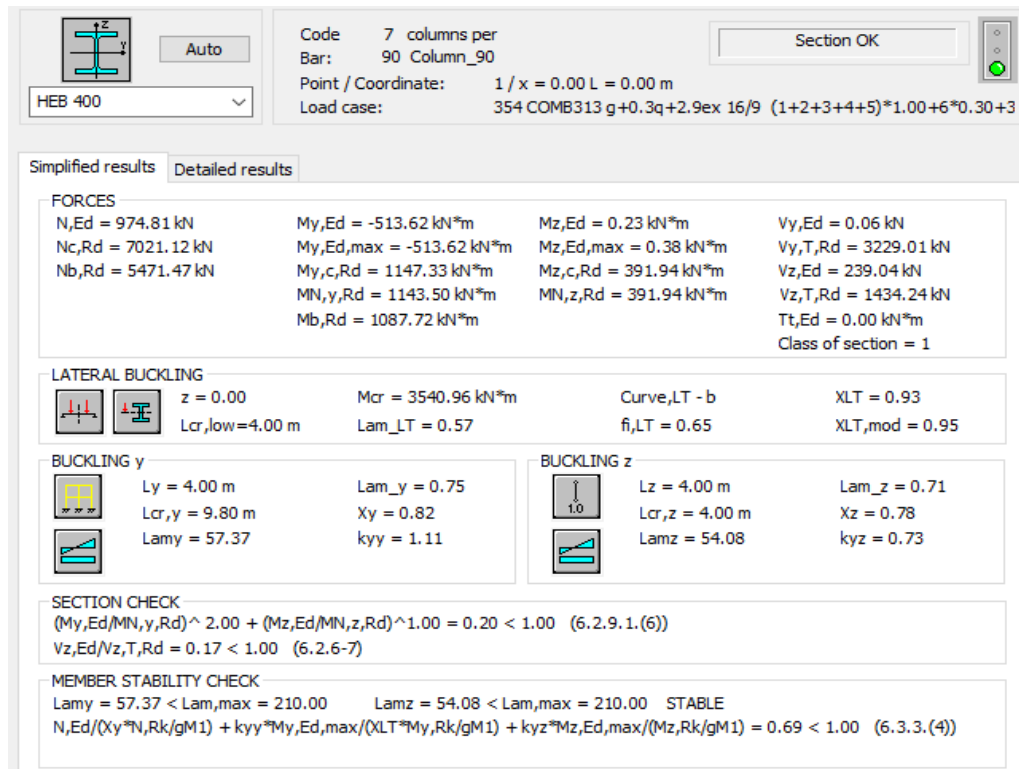 z
y
Auto
HEB 400
Code 7 columns per
Bar: 90 Column_90
Point / Coordinate: 1 / x = 0.00 L = 0.00 m
Load case: 354 COMB313 g+0.3q+2.9ex 16/9 (1+2+3+4+5)*1.00+6*0.30+3
Section OK
Simplified results Detailed results
FORCES
N,Ed = 974.81 kN My,Ed = -513.62 kN*m Mz,Ed = 0.23 kN*m Vy,Ed = 0.06 kN
Nc,Rd = 7021.12 kN My,Ed,max = -513.62 kN*m Mz,Ed,max = 0.38 kN*m Vy,T,Rd = 3229.01 kN
Nb,Rd = 5471.47 kN My,c,Rd = 1147.33 kN*m Mz,c,Rd = 391.94 kN*m Vz,Ed = 239.04 kN
MN,y,Rd = 1143.50 kN*m MN,z,Rd = 391.94 kN*m Vz,T,Rd = 1434.24 kN
Mb,Rd = 1087.72 kN*m Tt,Ed = 0.00 kN*m
Class of section = 1
LATERAL BUCKLING
z = 0.00 Mcr = 3540.96 kN*m Curve,LT - b XLT = 0.93
Lcr,low=4.00 m Lam_LT = 0.57 fi,LT = 0.65 XLT,mod = 0.95
BUCKLING y
Ly = 4.00 m Lam_y = 0.75
Lcr,y = 9.80 m Xy = 0.82
Lamy = 57.37 kyy = 1.11
BUCKLING z
1.0
Lz = 4.00 m Lam_z = 0.71
Lcr,z = 4.00 m Xz = 0.78
Lamz = 54.08 kyz = 0.73
SECTION CHECK
(My,Ed/MN,y,Rd)^ 2.00 + (Mz,Ed/MN,z,Rd)^1.00 = 0.20 < 1.00 (6.2.9.1.(6))
Vz,Ed/Vz,T,Rd = 0.17 < 1.00 (6.2.6-7)
MEMBER STABILITY CHECK
Lamy = 57.37 < Lam,max = 210.00 Lamz = 54.08 < Lam,max = 210.00 STABLE
N,Ed/(Xy*N,Rk/gM1) + kyy*My,Ed,max/(XLT*My,Rk/gM1) + kyz*Mz,Ed,max/(Mz,Rk/gM1) = 0.69 < 1.00 (6.3.3.(4))